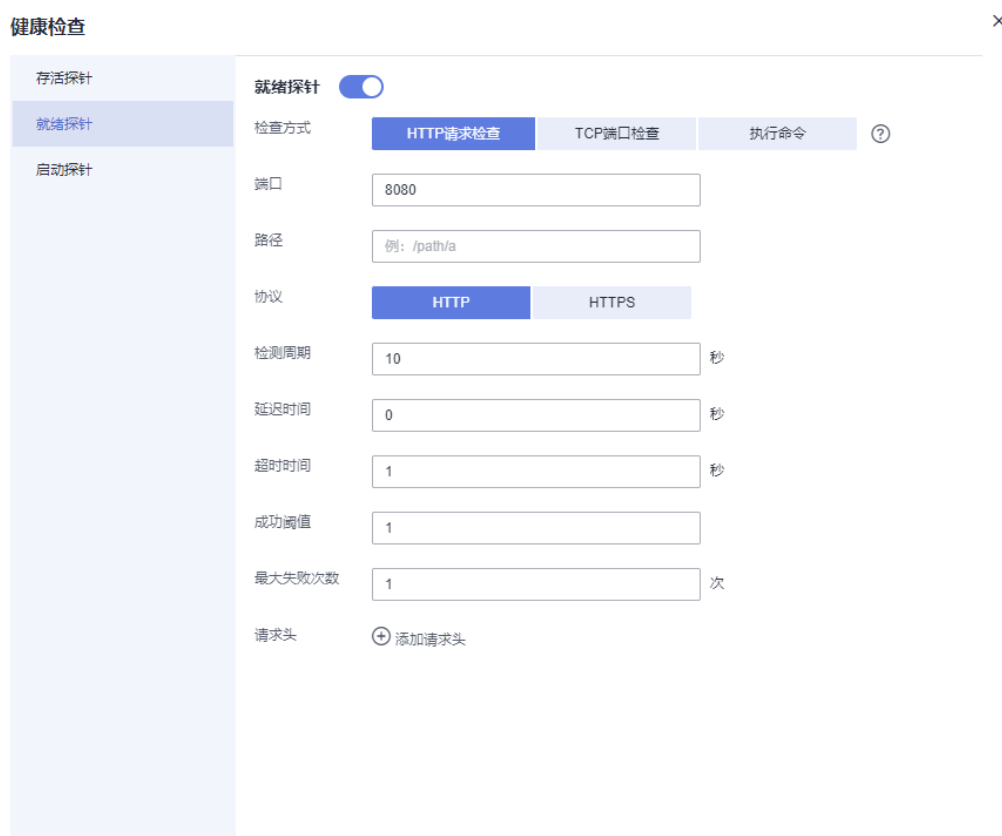 健康检查
存活探针
就绪探针
启动探针
就绪探针
检查方式 HTTP请求检查 TCP端口检查 执行命令 ?
端口 8080
路径 例：/path/a
协议 HTTP HTTPS
检测周期 10 秒
延迟时间 0 秒
超时时间 1 秒
成功阈值 1
最大失败次数 1 次
请求头 添加请求头